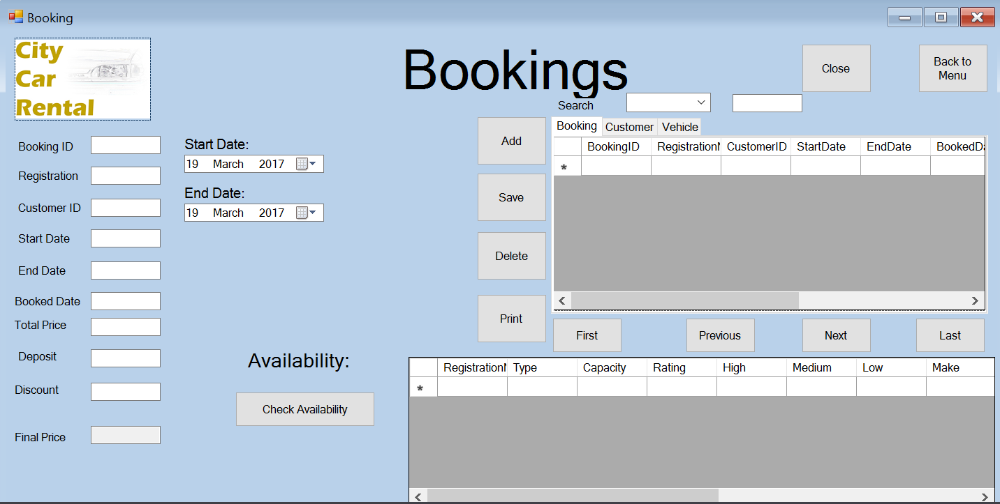 Booking
City
Car
Rental
Bookings
Close
Back to
Menu
Search
Booking Customer Vehicle
BookingID RegistrationN CustomerID StartDate EndDate BookedDa
*
Booking ID
Registration
Customer ID
Start Date
End Date
Booked Date
Total Price
Deposit
Discount
Final Price
Start Date:
19 March 2017
End Date:
19 March 2017
Add
Save
Delete
Print
First Previous Next Last
Availability:
Check Availability
RegistrationN Type Capacity Rating High Medium Low Make
*